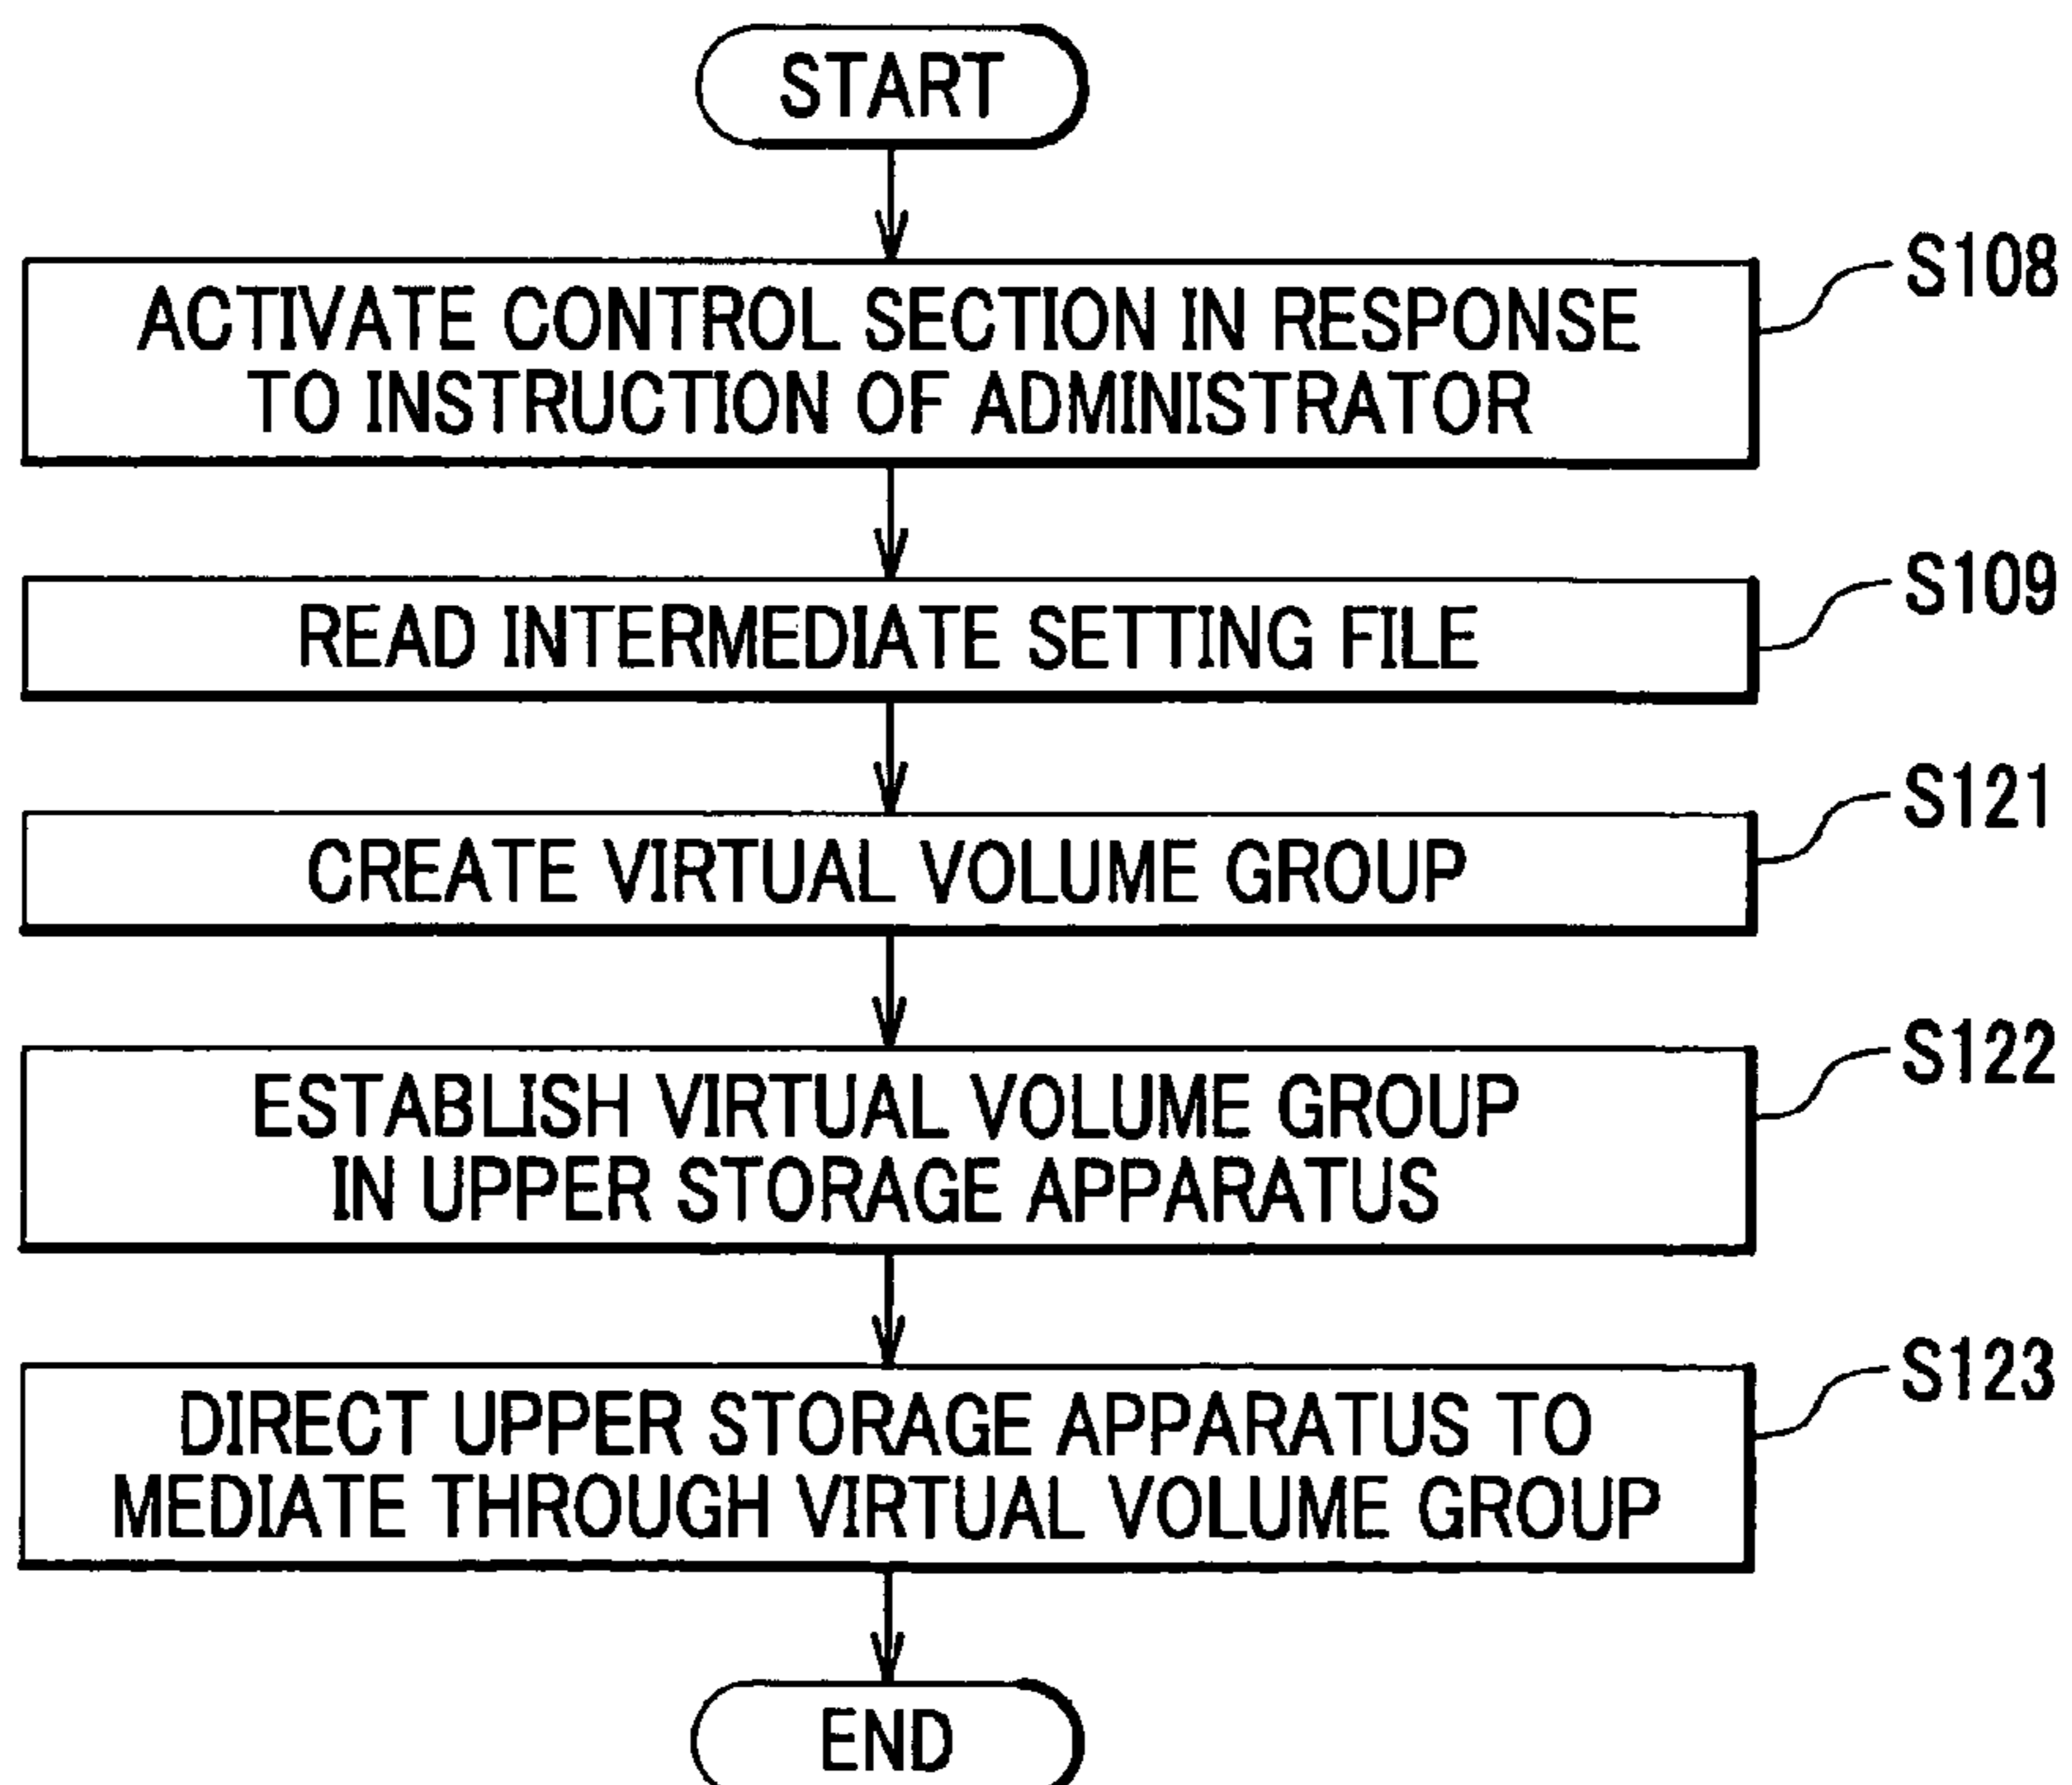 START
S108
ACTIVATE CONTROL SECTION IN RESPONSE
TO INSTRUCTION OF ADMINISTRATOR
S109
READ INTERMEDIATE SETTING FILE
S121
CREATE VIRTUAL VOLUME GROUP
S122
ESTABLISH VIRTUAL VOLUME GROUP
IN UPPER STORAGE APPARATUS
S123
DIRECT UPPER STORAGE APPARATUS TO
MEDIATE THROUGH VIRTUAL VOLUME GROUP
END